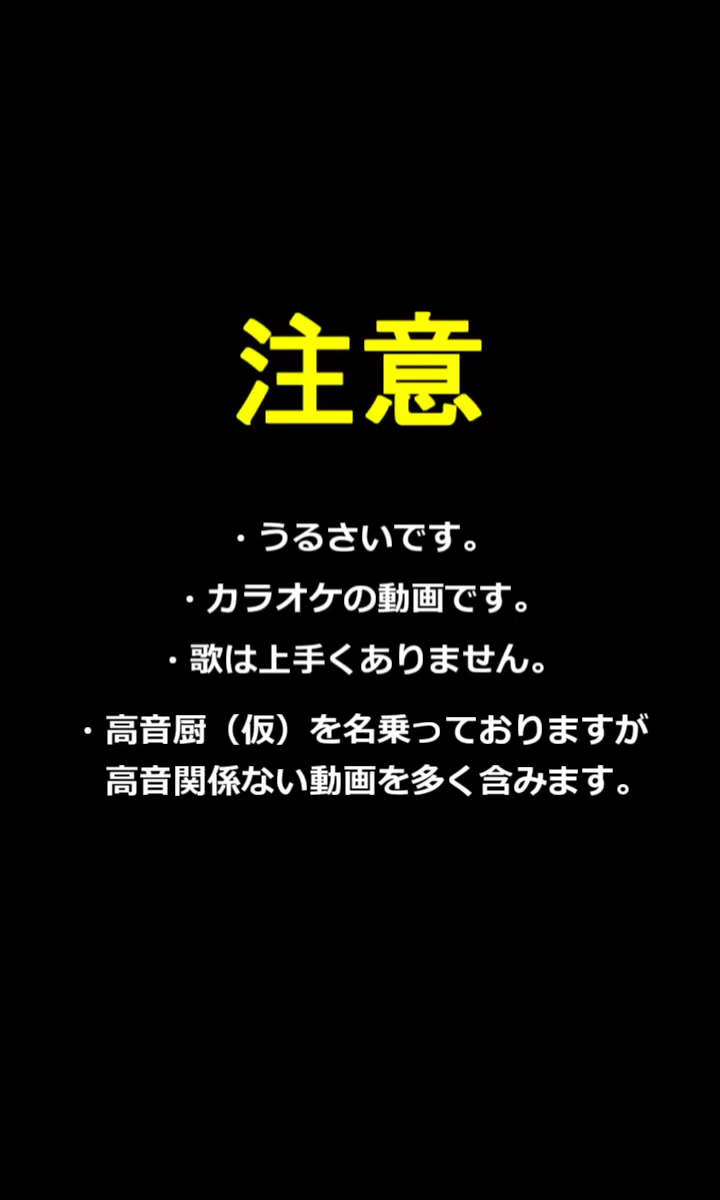 注意
・うるさいです。
・カラオケの動画です。
・歌は上手くありません。
・高音厨（仮）を名乗っておりますが
高音関係ない動画を多く含みます。